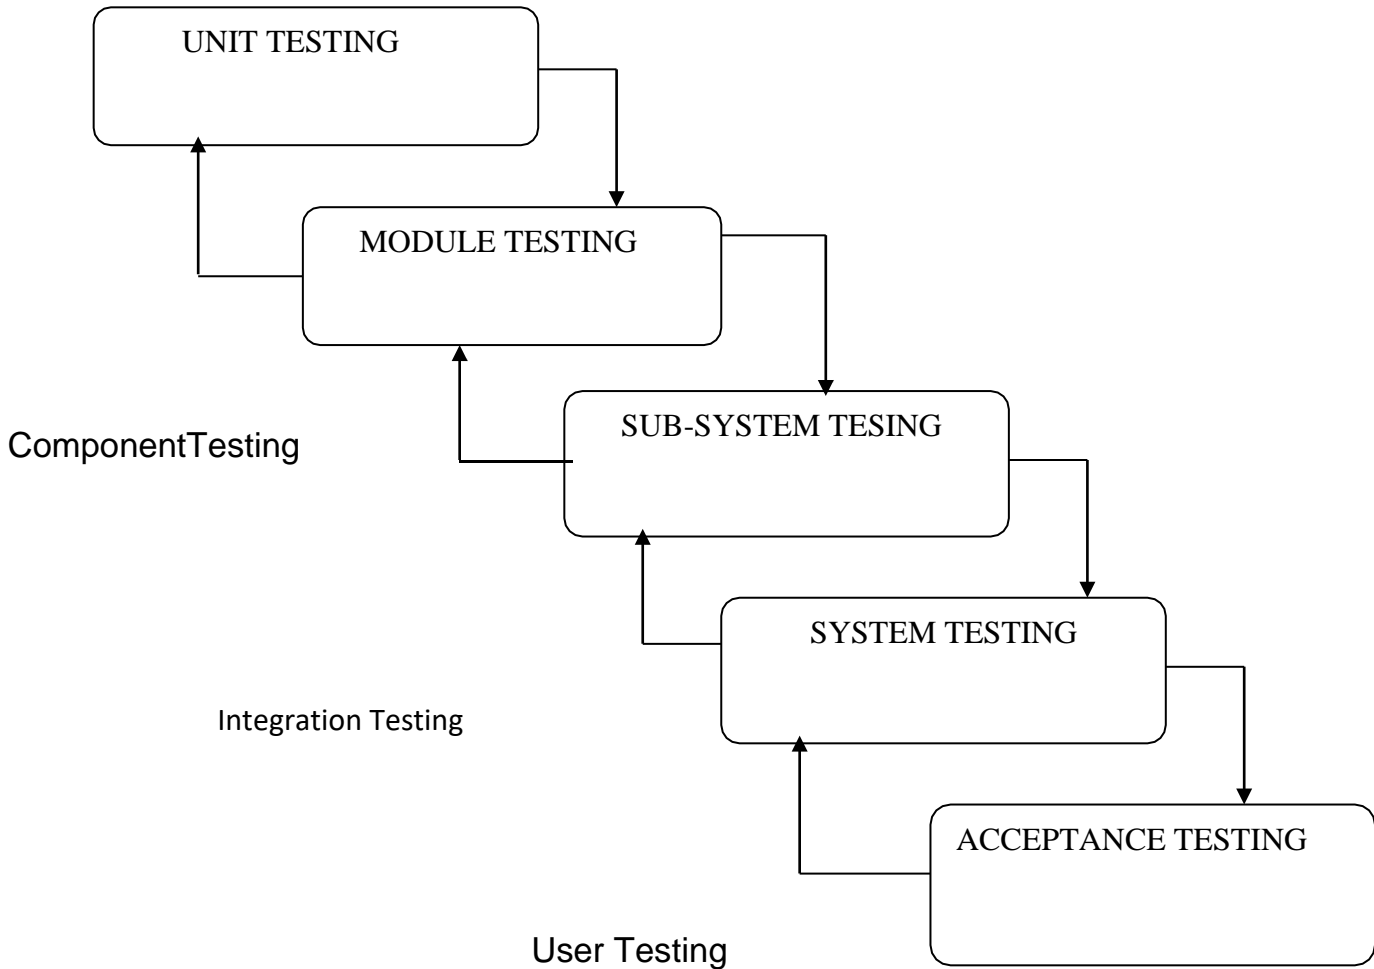 UNIT TESTING
MODULE TESTING
SUB-SYSTEM TESING
ComponentTesting
SYSTEM TESTING
Integration Testing
ACCEPTANCE TESTING
User Testing